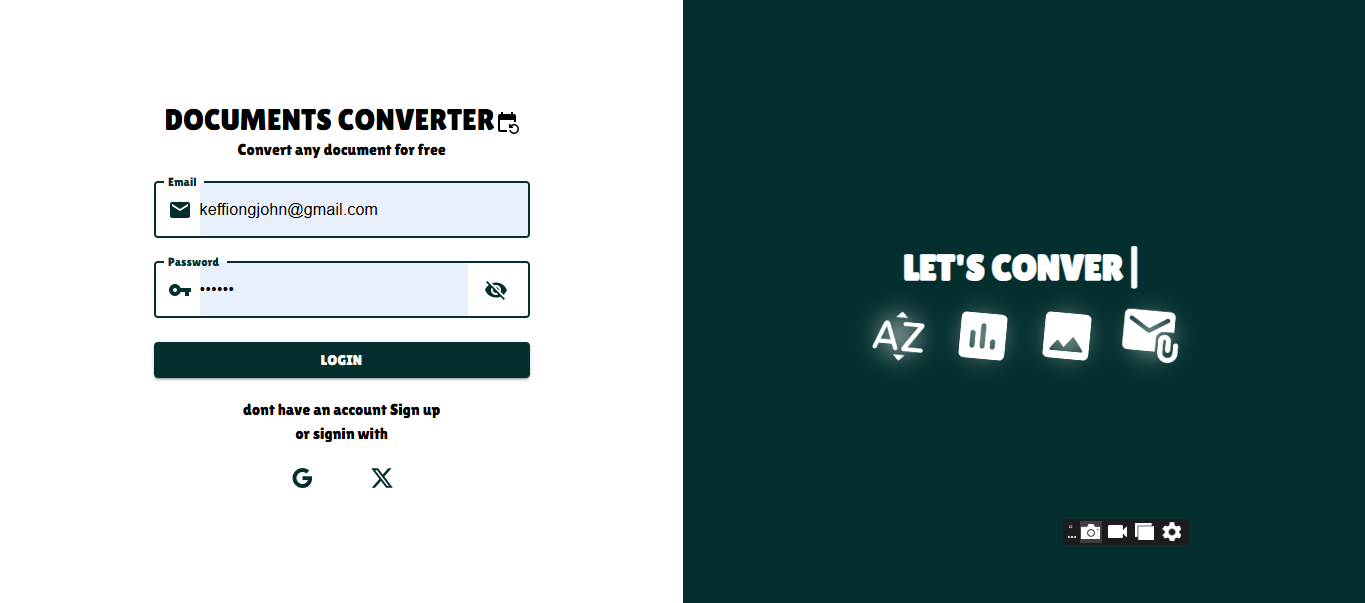 DOCUMENTS CONVERTER
Convert any document for free
Email
keffiongjohn@gmail.com
Password
••••••
LOGIN
dont have an account Sign up
or signin with
G X
LET'S CONVER|
AZ